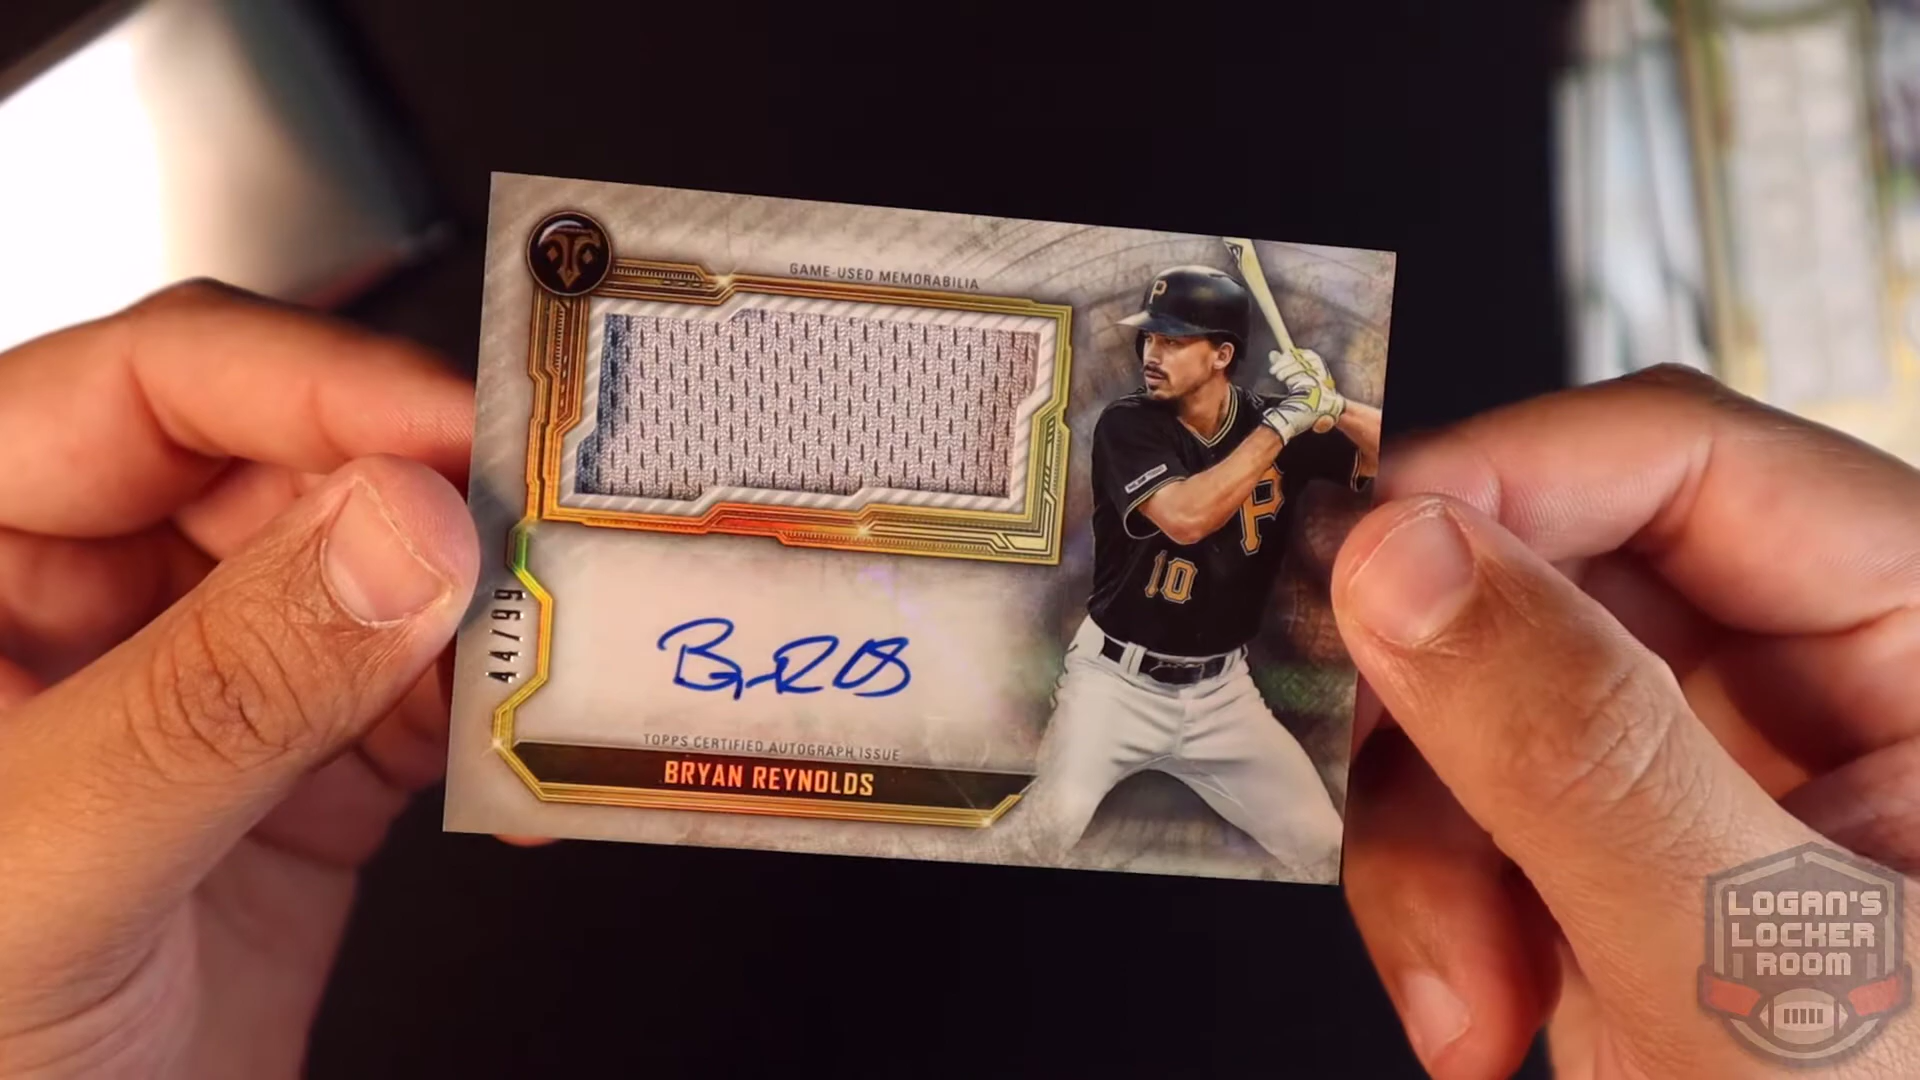 GAME-USED MEMORABILIA
P
P
10
44/99
TOPPS CERTIFIED AUTOGRAPH ISSUE
BRYAN REYNOLDS
LOGAN'S
LOCKER
ROOM